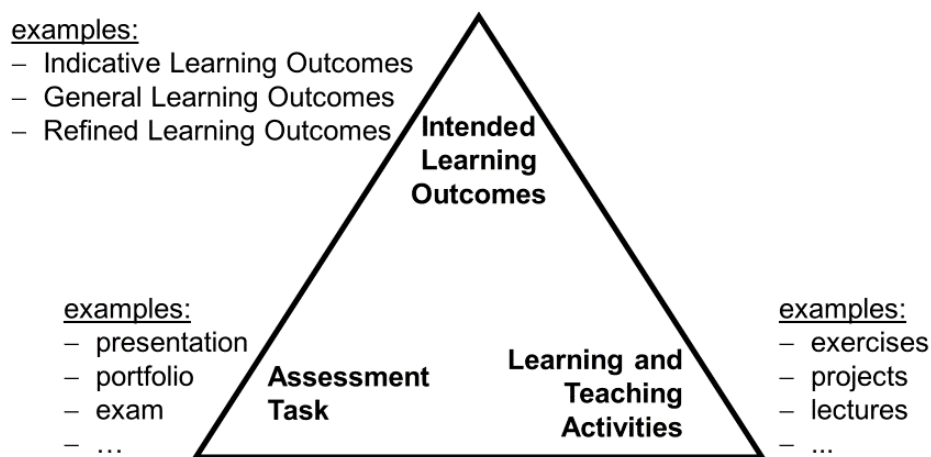 examples:
– Indicative Learning Outcomes
– General Learning Outcomes
– Refined Learning Outcomes
Intended
Learning
Outcomes
examples:
– presentation
– portfolio
– exam
– …
Assessment
Task
Learning and
Teaching
Activities
examples:
– exercises
– projects
– lectures
– ...